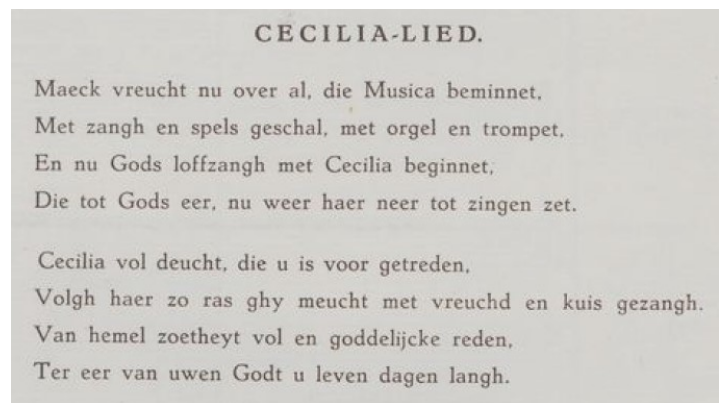 CECILIA-LIED.
Maeck vreucht nu over al, die Musica beminnet,
Met zangh en spels geschal, met orgel en trompet,
En nu Gods loffzangh met Cecilia beginnet,
Die tot Gods eer, nu weer haer neer tot zingen zet.
Cecilia vol deucht, die u is voor getreden,
Volgh haer zo ras ghy meucht met vreuchd en kuis gezangh.
Van hemel zoetheyt vol en goddelijcke reden,
Ter eer van uwen Godt u leven dagen langh.